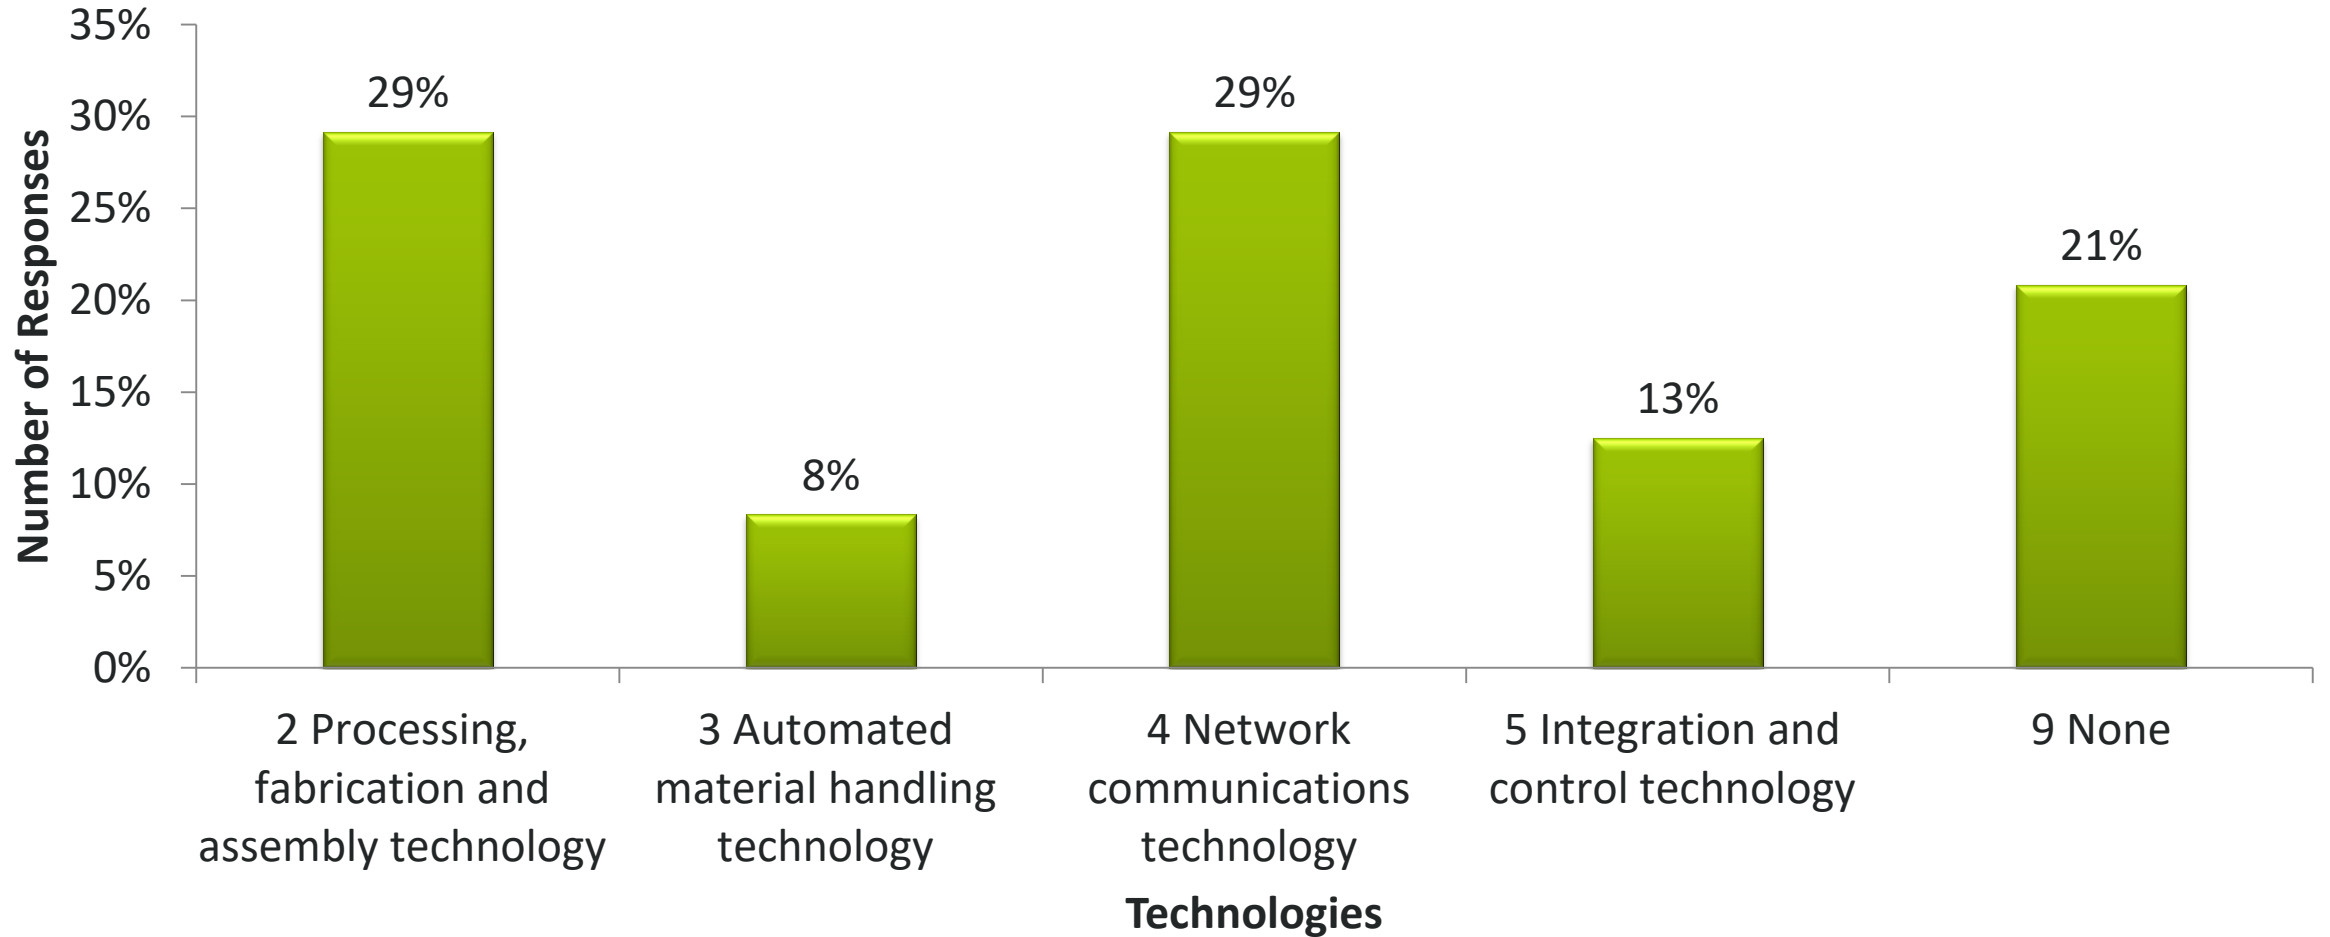 35%
30%
25%
20%
15%
10%
5%
0%
Number of Responses
29%
8%
29%
13%
21%
2 Processing,
fabrication and
assembly technology
3 Automated
material handling
technology
4 Network
communications
technology
5 Integration and
control technology
9 None
Technologies